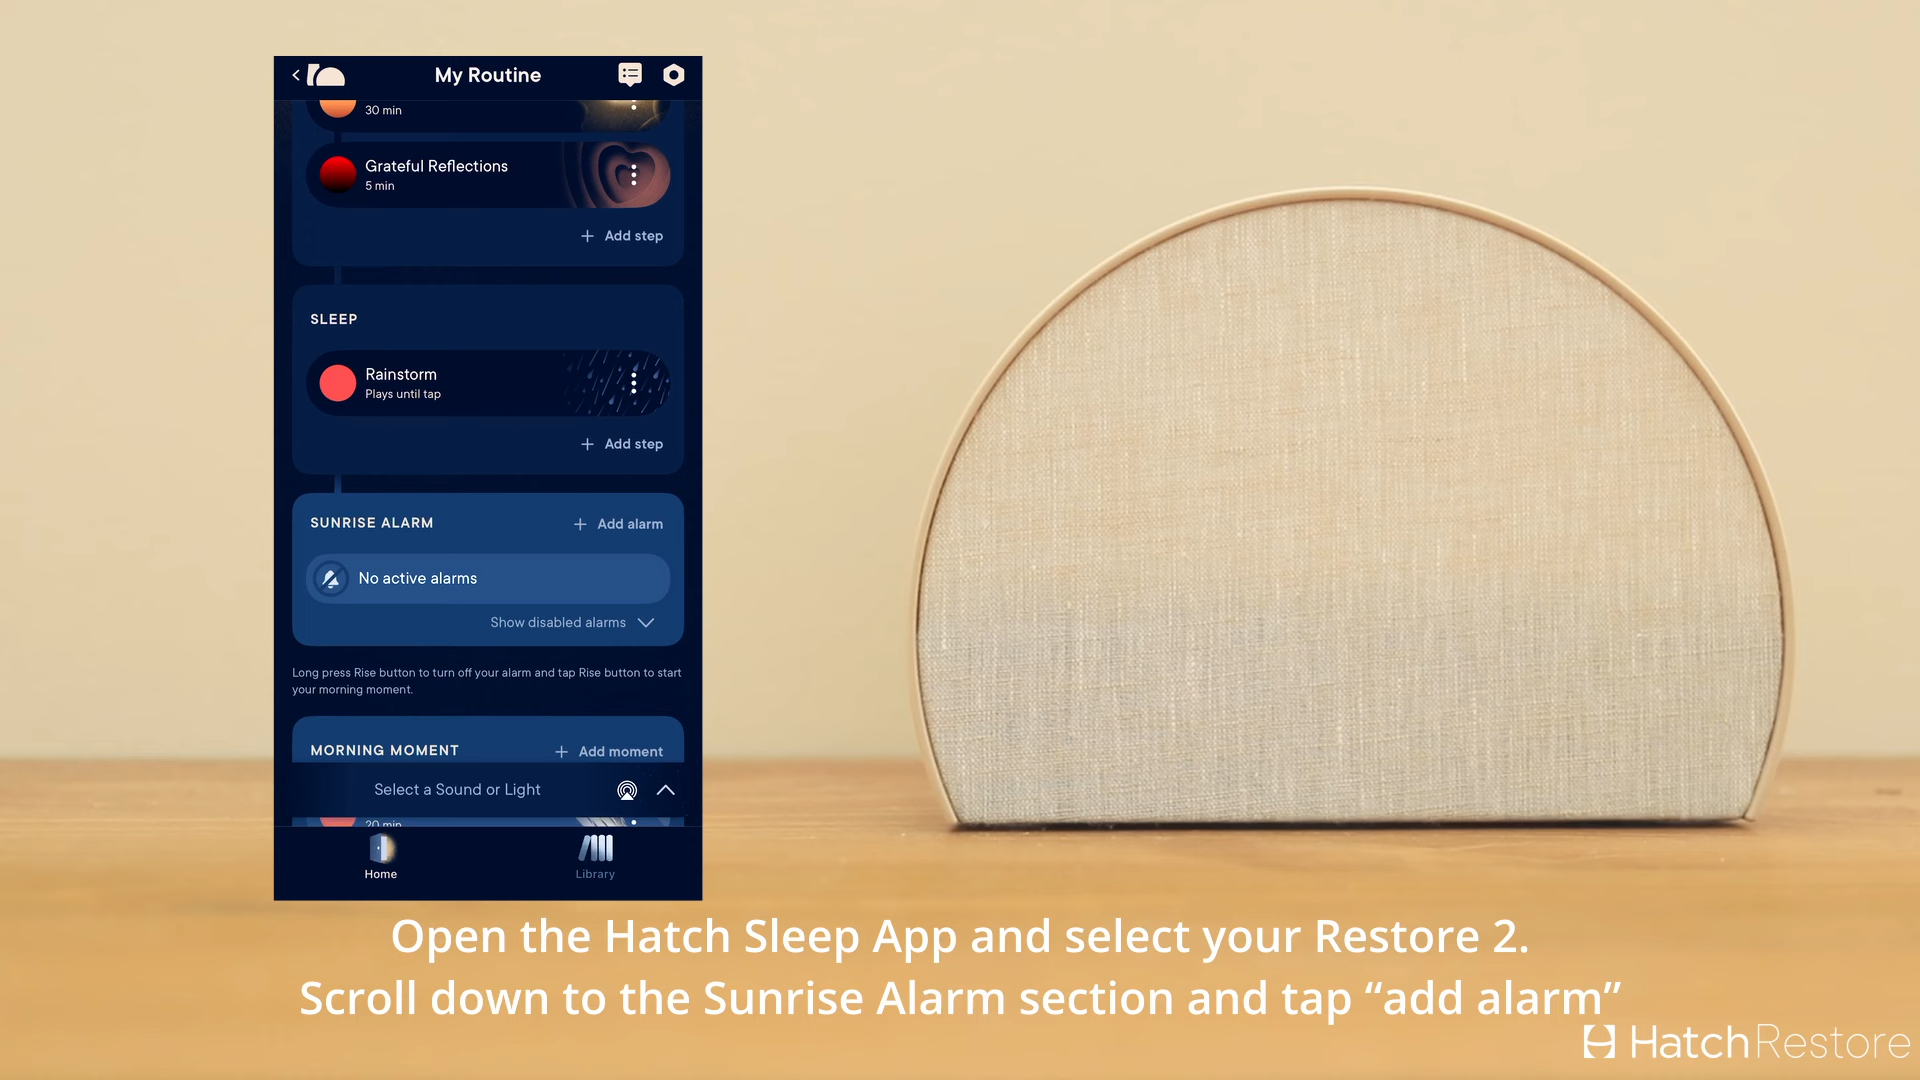 My Routine
30 min
Grateful Reflections
5 min
+ Add step
SLEEP
Rainstorm
Plays until tap
+ Add step
SUNRISE ALARM
+ Add alarm
No active alarms
Show disabled alarms
Long press Rise button to turn off your alarm and tap Rise button to start
your morning moment.
MORNING MOMENT
+ Add moment
Select a Sound or Light
20 min
Home
Library
Open the Hatch Sleep App and select your Restore 2.
Scroll down to the Sunrise Alarm section and tap “add alarm”
HatchRestore